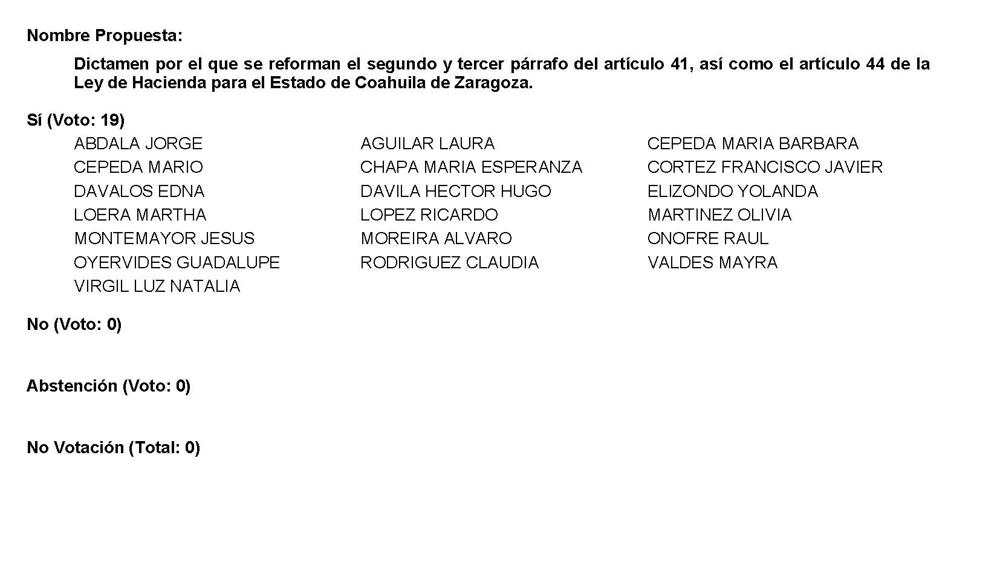 Nombre Propuesta:
Dictamen por el que se reforman el segundo y tercer párrafo del artículo 41, así como el artículo 44 de la
Ley de Hacienda para el Estado de Coahuila de Zaragoza.
Sí (Voto: 19)
ABDALA JORGE AGUILAR LAURA CEPEDA MARIA BARBARA
CEPEDA MARIO CHAPA MARIA ESPERANZA CORTEZ FRANCISCO JAVIER
DAVALOS EDNA DAVILA HECTOR HUGO ELIZONDO YOLANDA
LOERA MARTHA LOPEZ RICARDO MARTINEZ OLIVIA
MONTEMAYOR JESUS MOREIRA ALVARO ONOFRE RAUL
OYERVIDES GUADALUPE RODRIGUEZ CLAUDIA VALDES MAYRA
VIRGIL LUZ NATALIA
No (Voto: 0)
Abstención (Voto: 0)
No Votación (Total: 0)